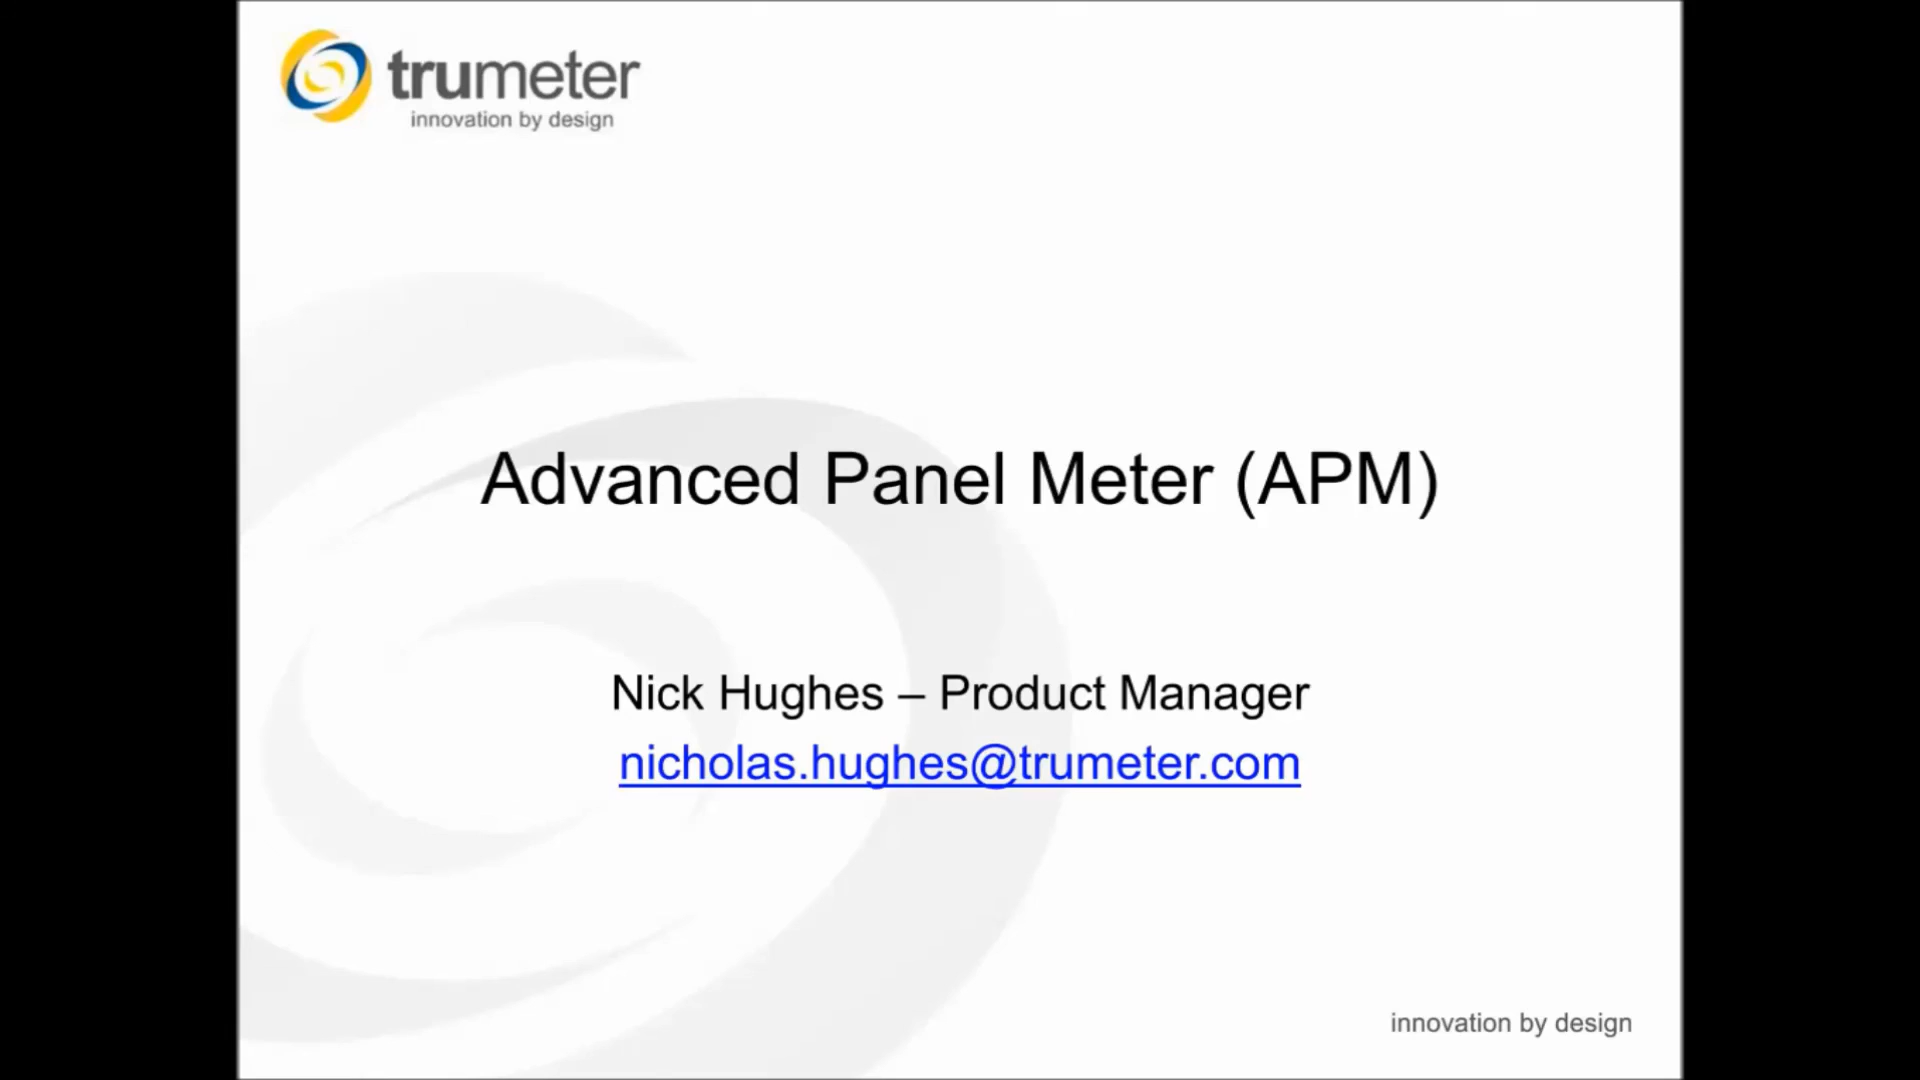 trumeter
innovation by design
Advanced Panel Meter (APM)
Nick Hughes – Product Manager
nicholas.hughes@trumeter.com
innovation by design